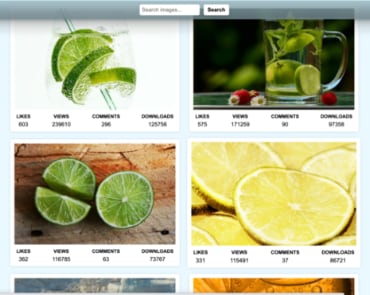 Search images... Search
LIKES VIEWS COMMENTS DOWNLOADS
603 239610 286 125756
LIKES VIEWS COMMENTS DOWNLOADS
575 171259 90 97358
LIKES VIEWS COMMENTS DOWNLOADS
362 116785 63 73767
LIKES VIEWS COMMENTS DOWNLOADS
331 115491 37 86721